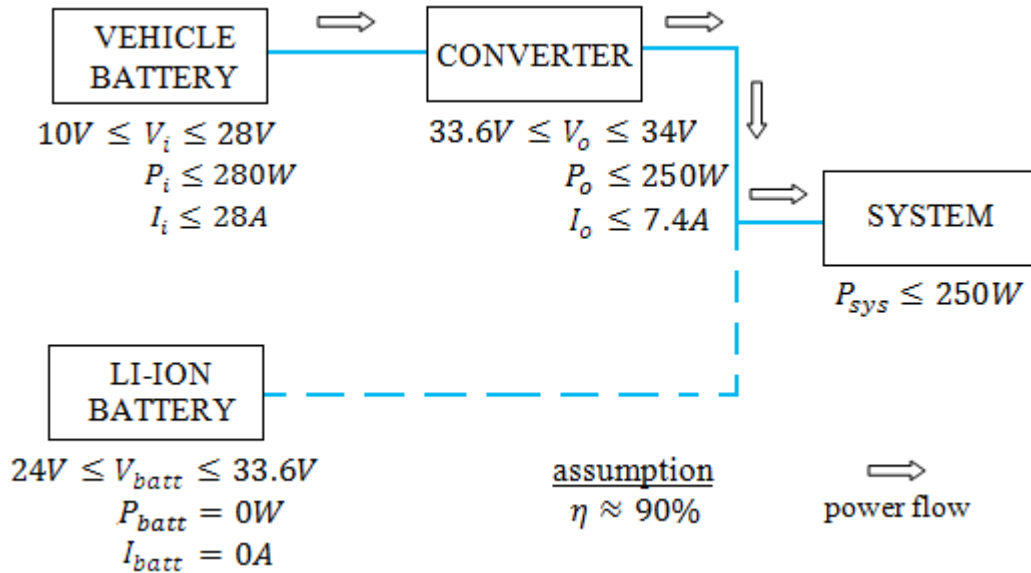 VEHICLE
BATTERY
10V ≤ V_i ≤ 28V
P_i ≤ 280W
I_i ≤ 28A
CONVERTER
33.6V ≤ V_o ≤ 34V
P_o ≤ 250W
I_o ≤ 7.4A
SYSTEM
P_sys ≤ 250W
LI-ION
BATTERY
24V ≤ V_batt ≤ 33.6V
P_batt = 0W
I_batt = 0A
assumption
η ≈ 90%
power flow